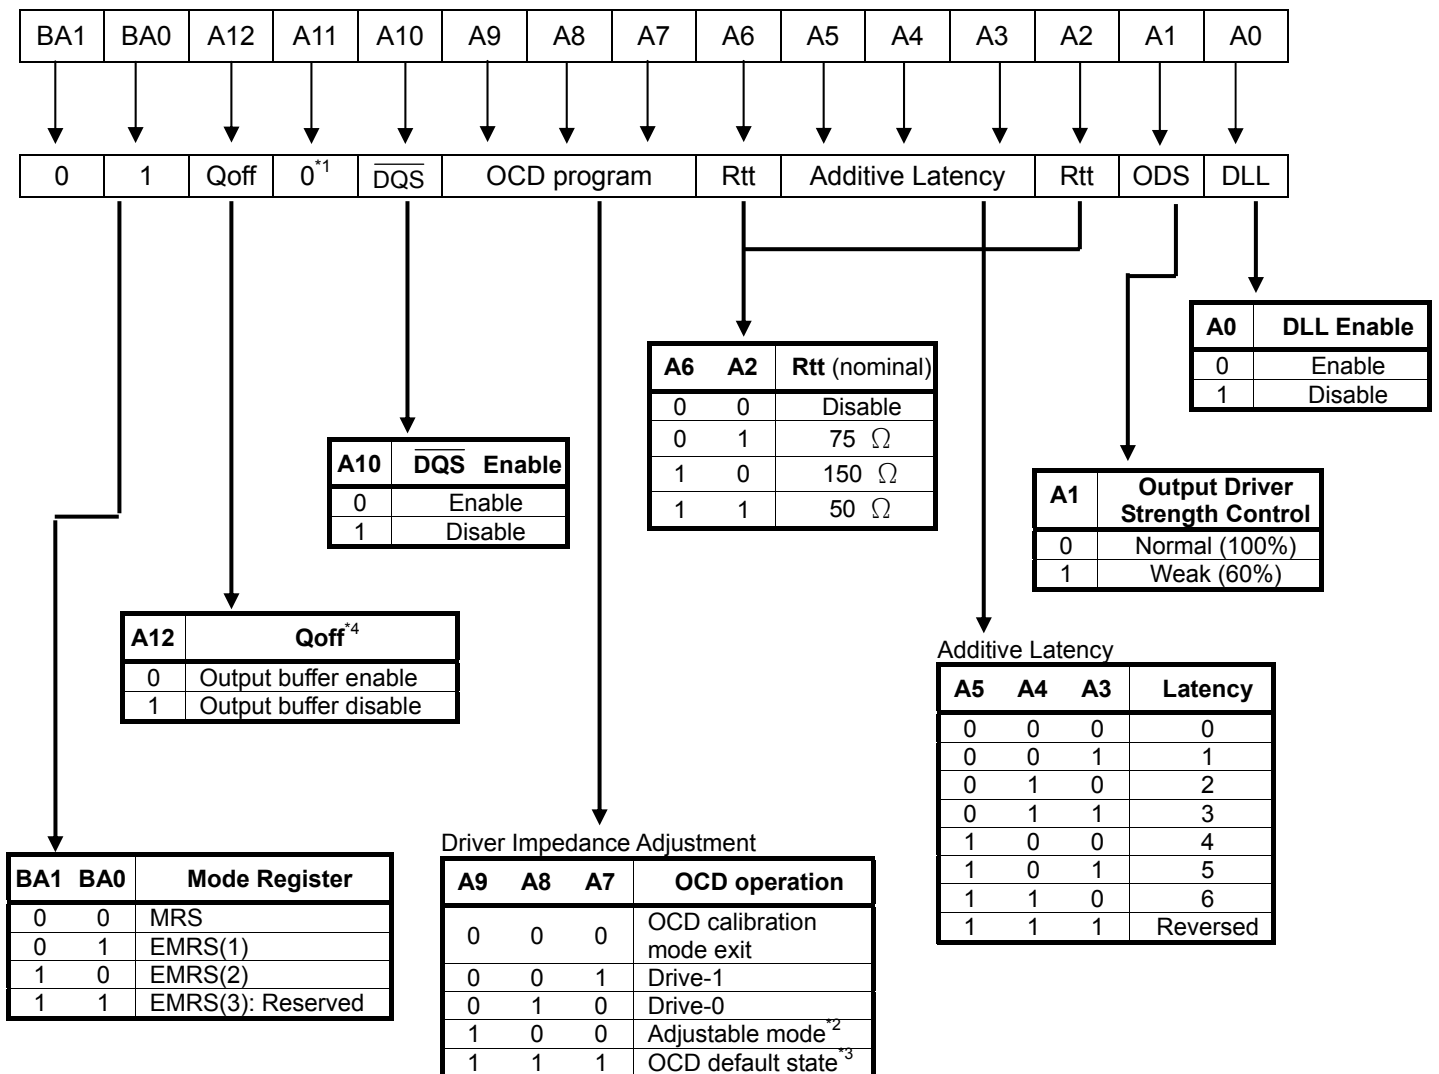 BA1 BA0 A12 A11 A10 A9 A8 A7 A6 A5 A4 A3 A2 A1 A0
0 1 Qoff 0*1 DQS OCD program Rtt Additive Latency Rtt ODS DLL
A0 DLL Enable
0 Enable
1 Disable
A6 A2 Rtt (nominal)
0 0 Disable
0 1 75 Ω
1 0 150 Ω
1 1 50 Ω
A10 DQS Enable
0 Enable
1 Disable
A1 Output Driver
Strength Control
0 Normal (100%)
1 Weak (60%)
A12 Qoff*4
0 Output buffer enable
1 Output buffer disable
Additive Latency
A5 A4 A3 Latency
0 0 0 0
0 0 1 1
0 1 0 2
0 1 1 3
1 0 0 4
1 0 1 5
1 1 0 6
1 1 1 Reversed
BA1 BA0 Mode Register
0 0 MRS
0 1 EMRS(1)
1 0 EMRS(2)
1 1 EMRS(3): Reserved
Driver Impedance Adjustment
A9 A8 A7 OCD operation
0 0 0 OCD calibration
mode exit
0 0 1 Drive-1
0 1 0 Drive-0
1 0 0 Adjustable mode*2
1 1 1 OCD default state*3